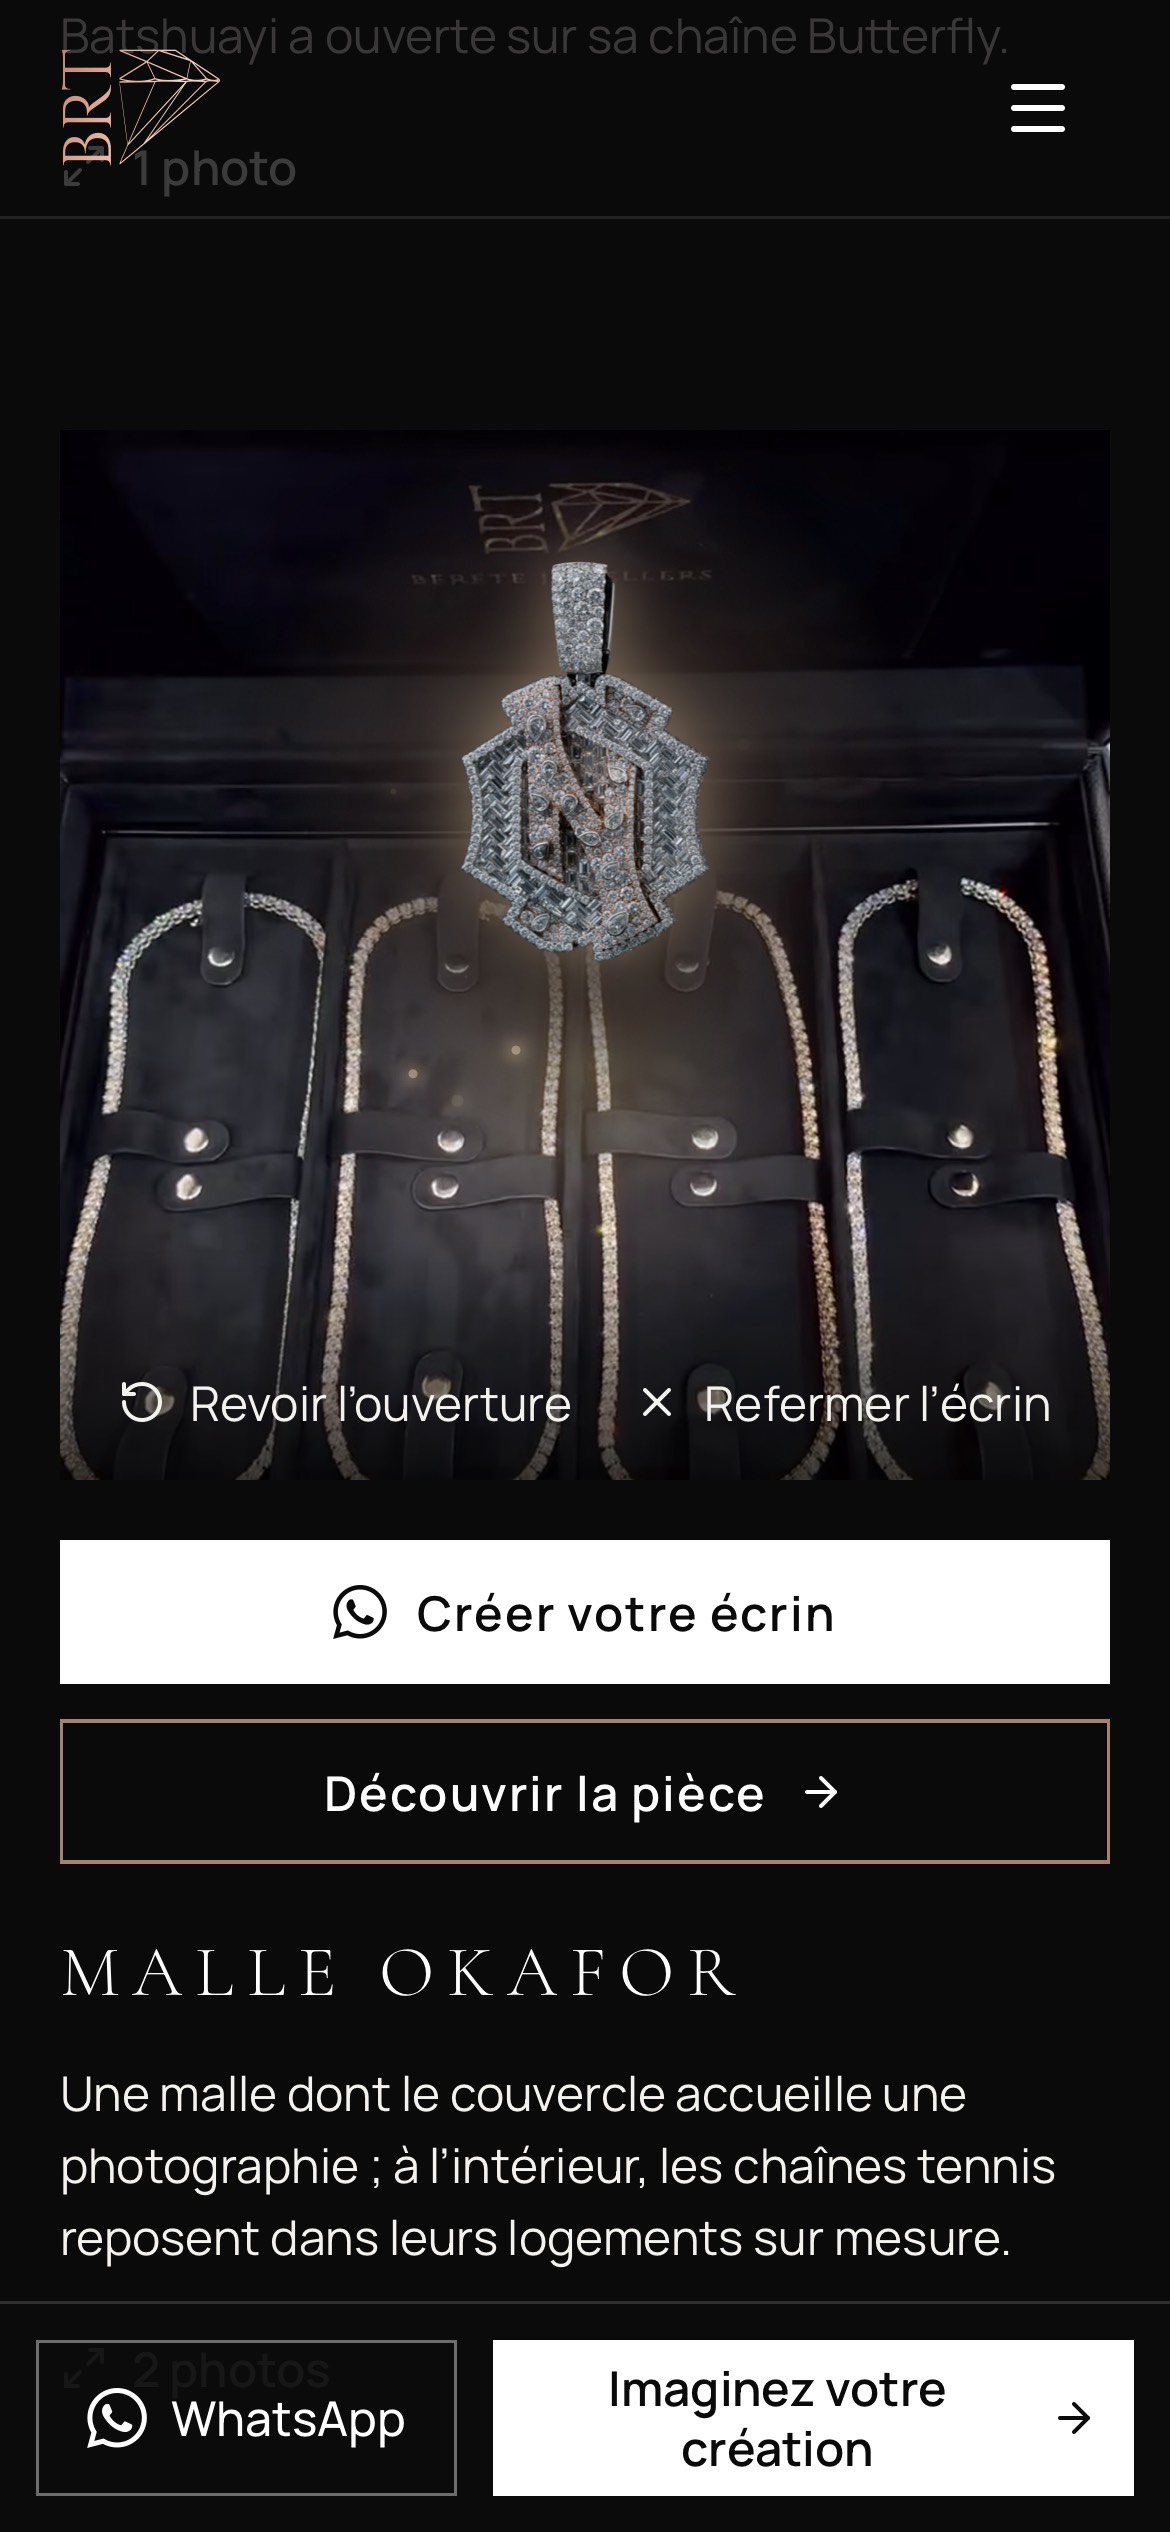 Batshuayi a ouverte sur sa chaîne Butterfly.
BRT
1 photo
BRT
BERETE JEWELLERS
N
Revoir l’ouverture
Refermer l’écrin
Créer votre écrin
Découvrir la pièce
MALLE OKAFOR
Une malle dont le couvercle accueille une
photographie ; à l’intérieur, les chaînes tennis
reposent dans leurs logements sur mesure.
2 photos
WhatsApp
Imaginez votre
création